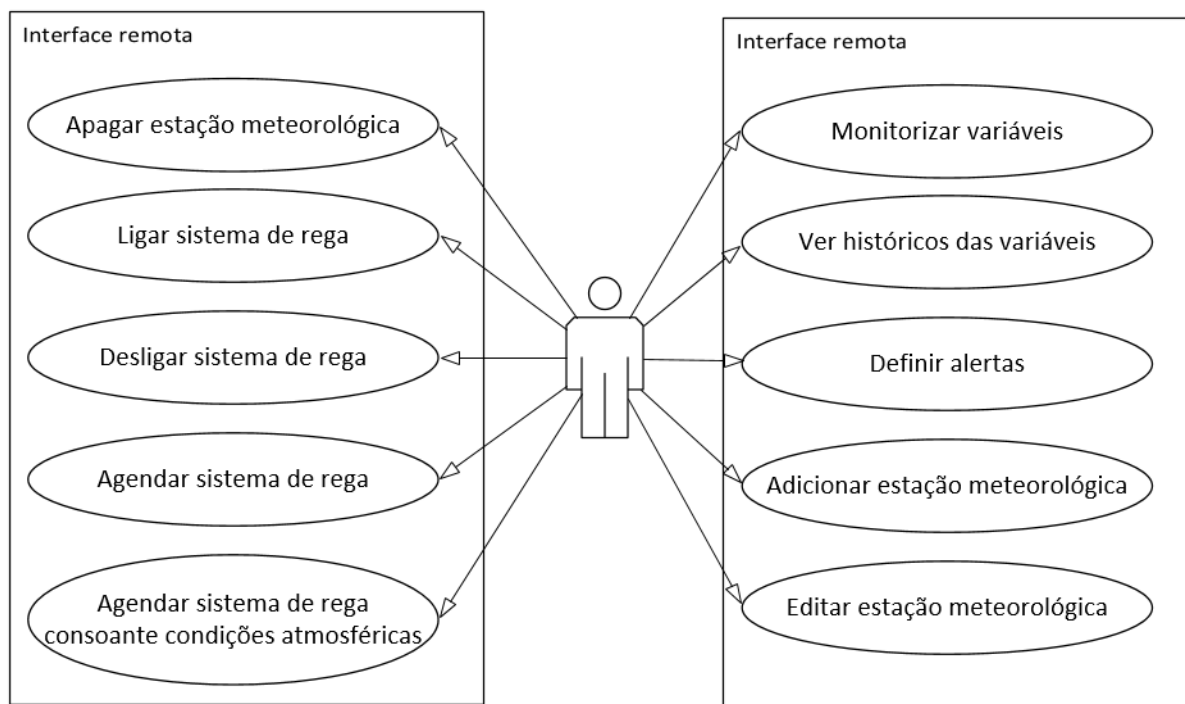 Interface remota
Apagar estação meteorológica
Ligar sistema de rega
Desligar sistema de rega
Agendar sistema de rega
Agendar sistema de rega
consoante condições atmosféricas
Interface remota
Monitorizar variáveis
Ver históricos das variáveis
Definir alertas
Adicionar estação meteorológica
Editar estação meteorológica